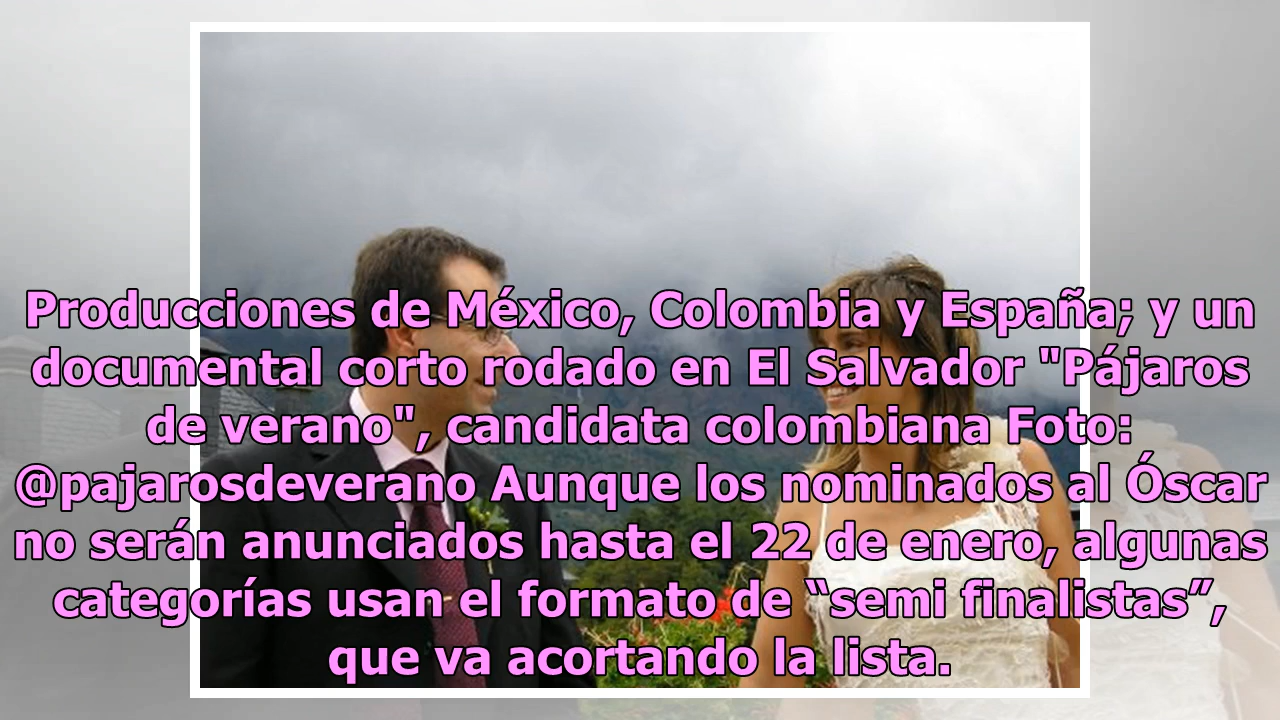 Producciones de México, Colombia y España; y un
documental corto rodado en El Salvador "Pájaros
de verano", candidata colombiana Foto:
@pajarosdeverano Aunque los nominados al Óscar
no serán anunciados hasta el 22 de enero, algunas
categorías usan el formato de “semi finalistas”,
que va acortando la lista.